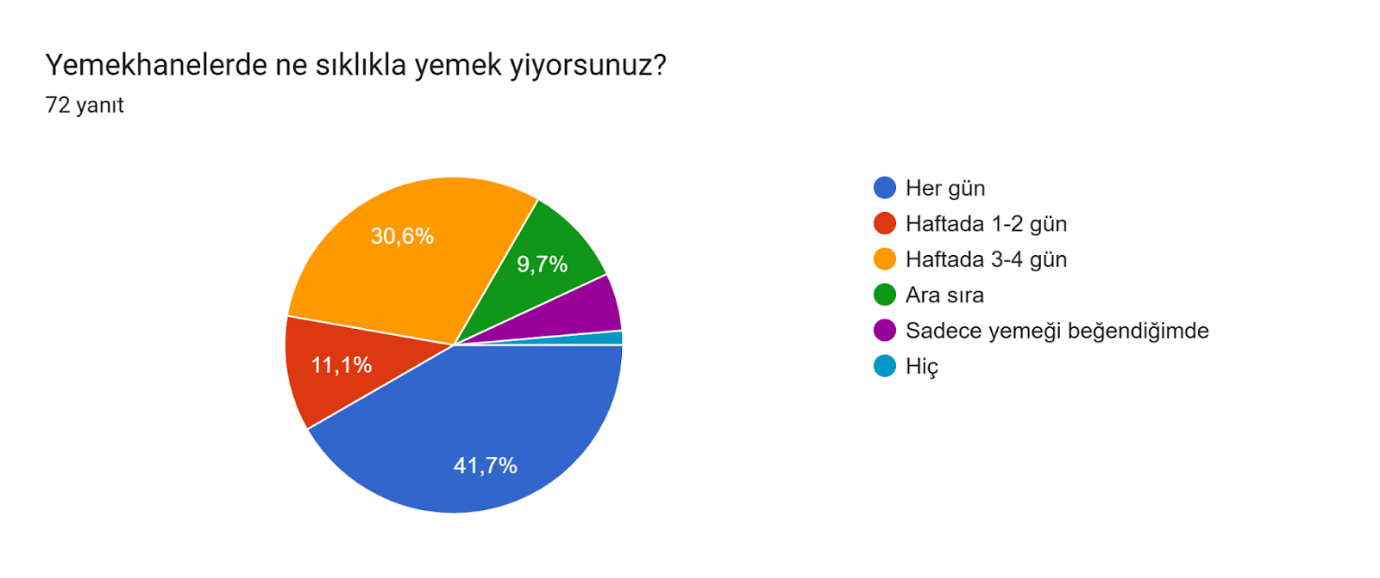 Yemekhanelerde ne sıklıkla yemek yiyorsunuz?
72 yanıt
30,6%
9,7%
11,1%
41,7%
Her gün
Haftada 1-2 gün
Haftada 3-4 gün
Ara sıra
Sadece yemeği beğendiğimde
Hiç